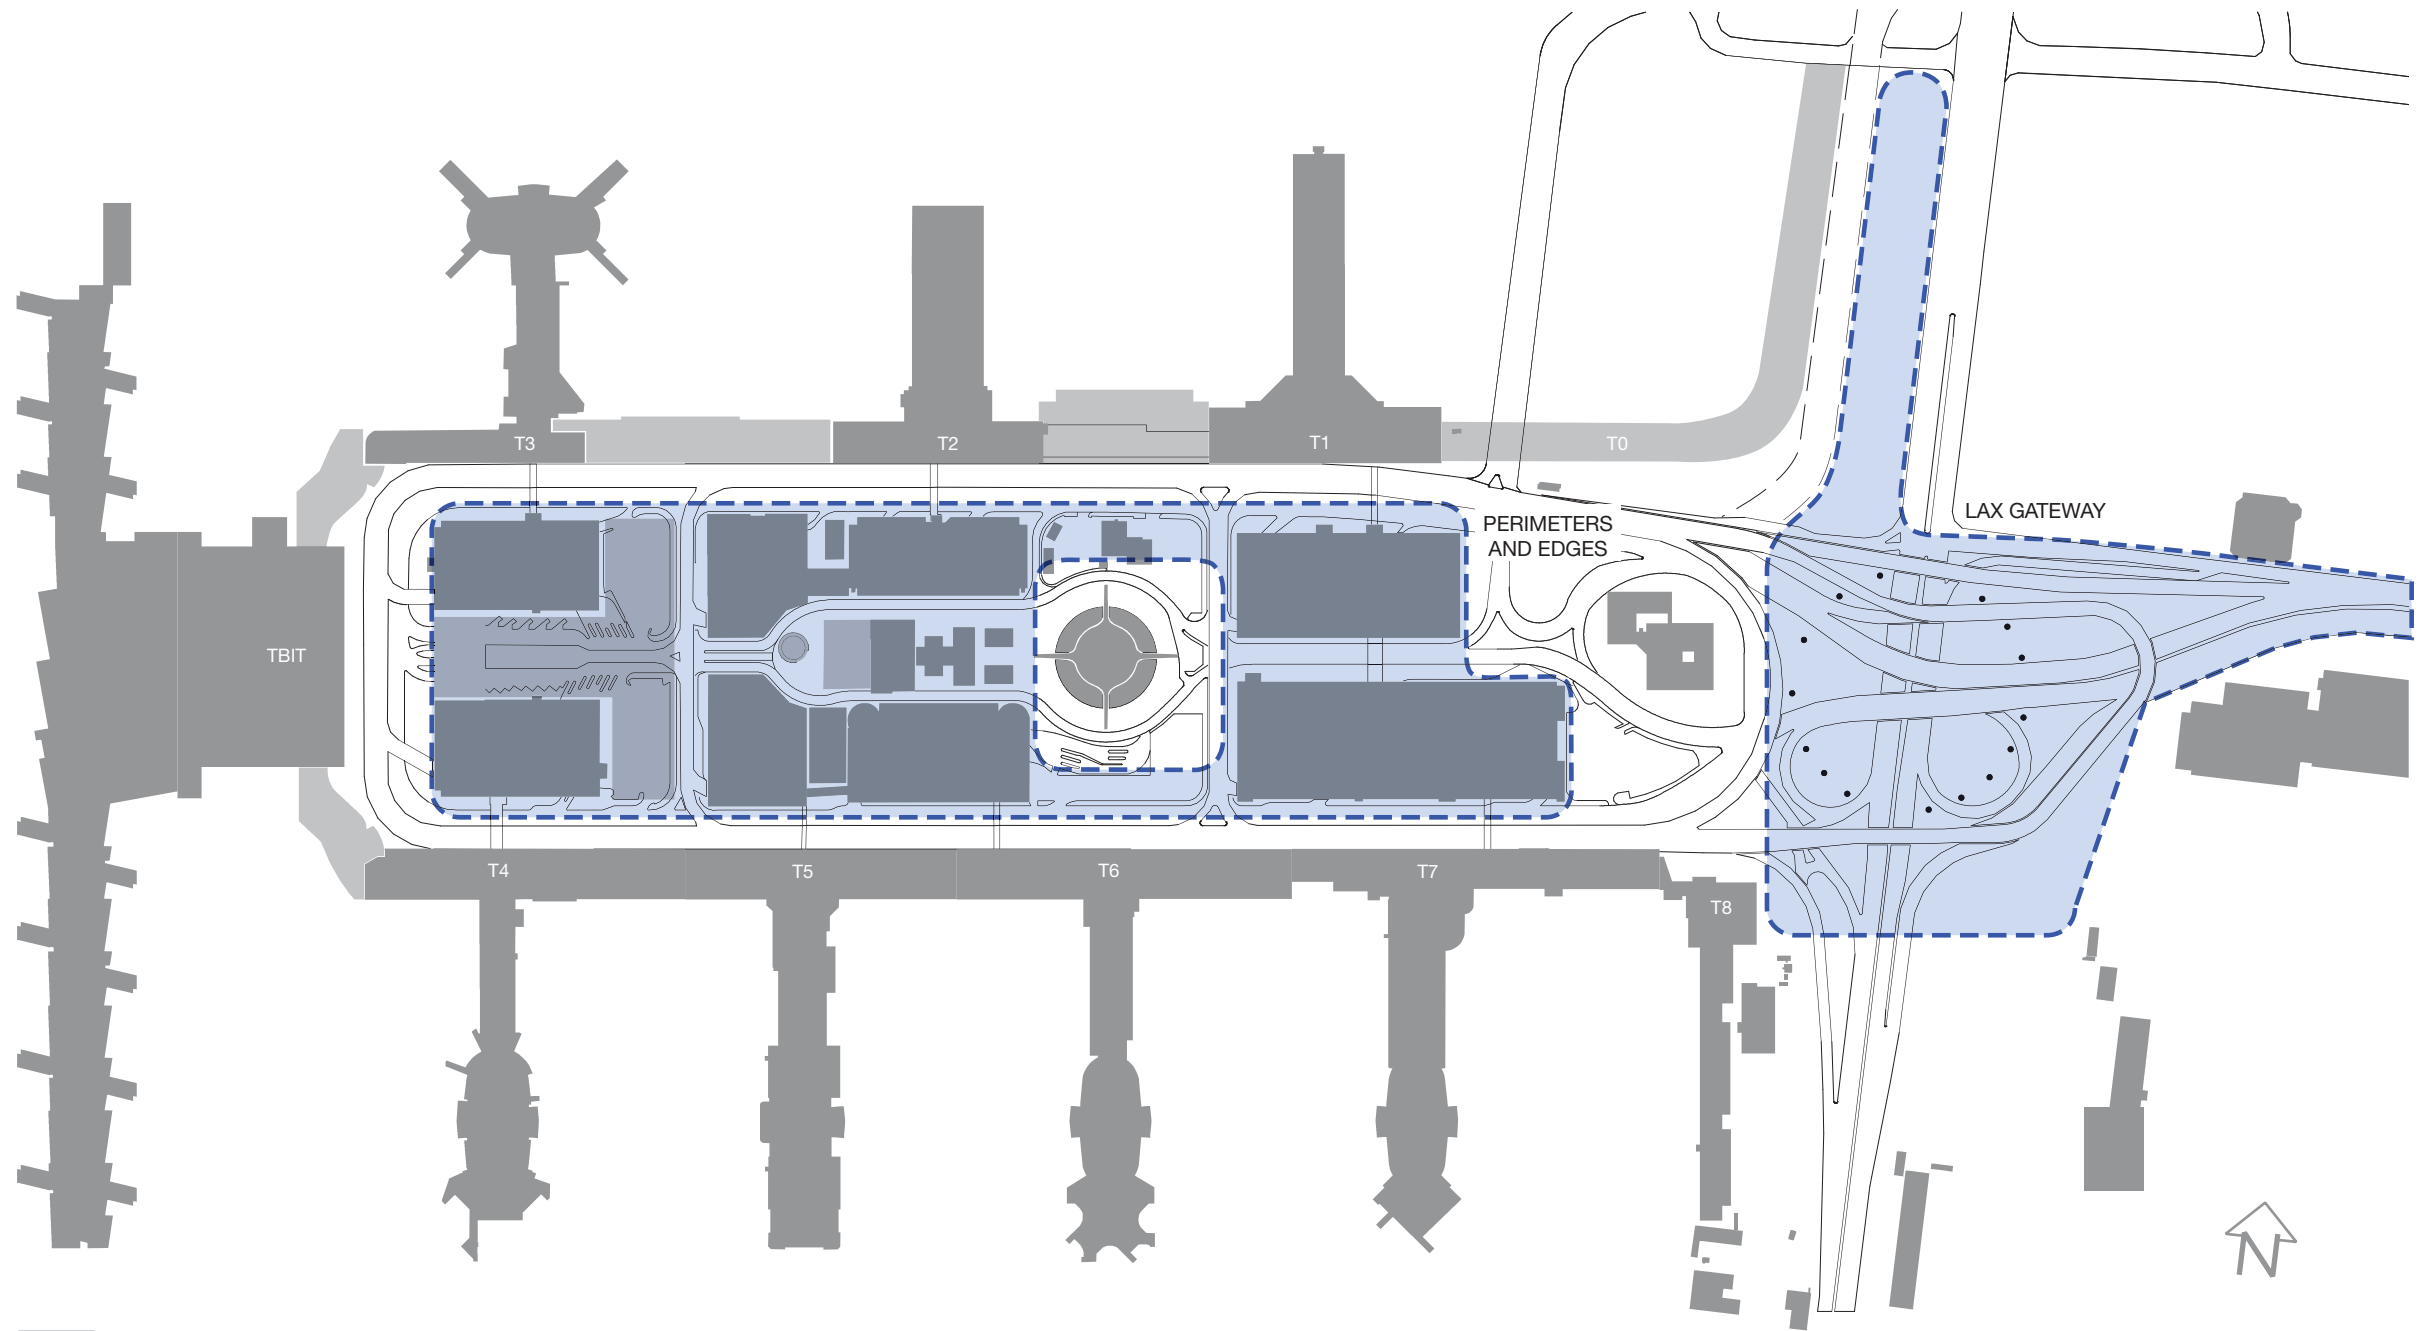 T3
T2
T1
T0
LAX GATEWAY
PERIMETERS
AND EDGES
TBIT
T4
T5
T6
T7
T8
N